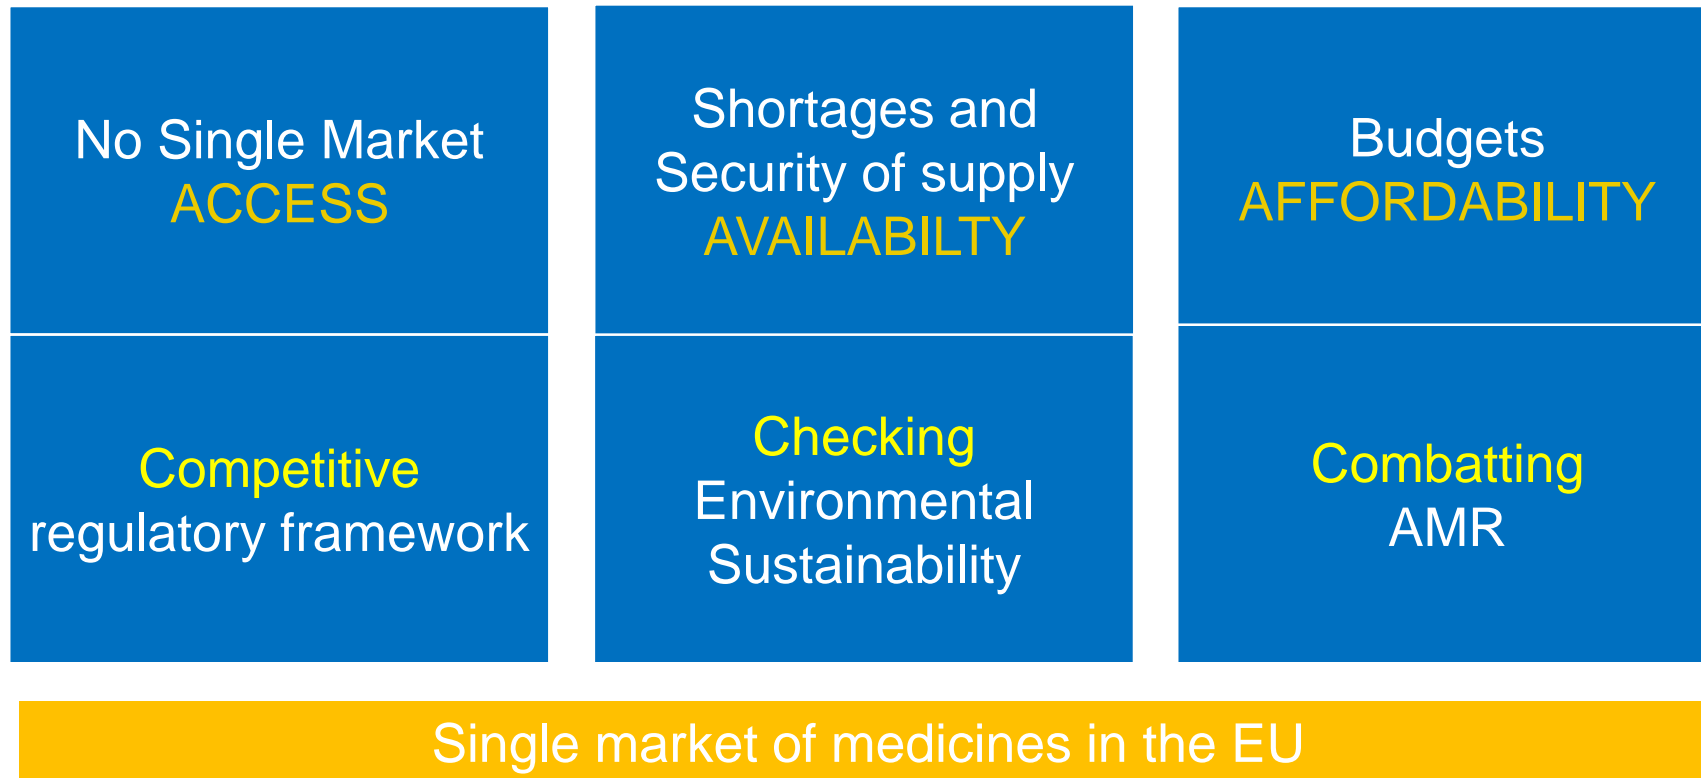 No Single Market
ACCESS
Shortages and
Security of supply
AVAILABILTY
Budgets
AFFORDABILITY
Competitive
regulatory framework
Checking
Environmental
Sustainability
Combatting
AMR
Single market of medicines in the EU